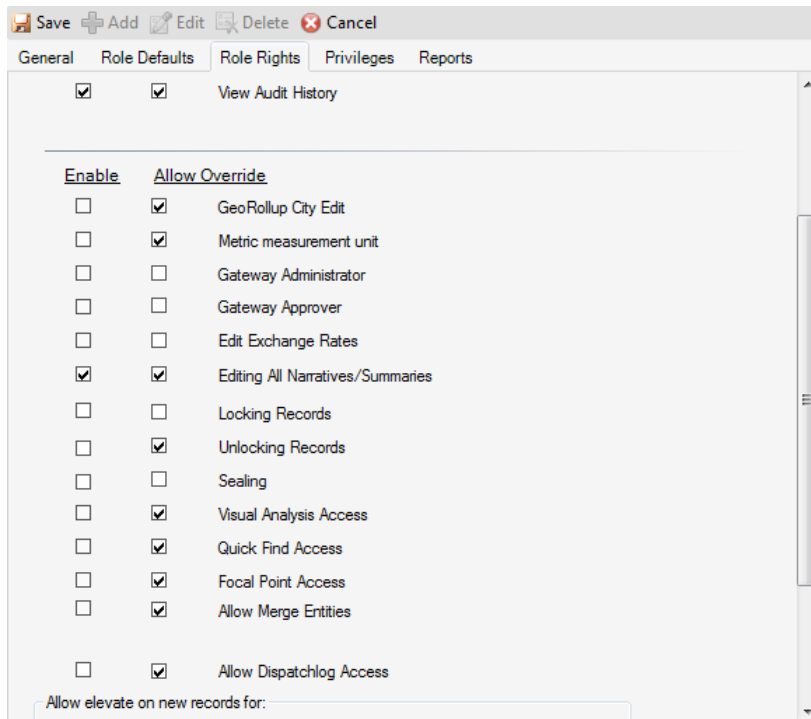 Save Add Edit Delete Cancel
General Role Defaults Role Rights Privileges Reports
View Audit History
Enable Allow Override
GeoRollup City Edit
Metric measurement unit
Gateway Administrator
Gateway Approver
Edit Exchange Rates
Editing All Narratives/Summaries
Locking Records
Unlocking Records
Sealing
Visual Analysis Access
Quick Find Access
Focal Point Access
Allow Merge Entities
Allow Dispatchlog Access
Allow elevate on new records for: